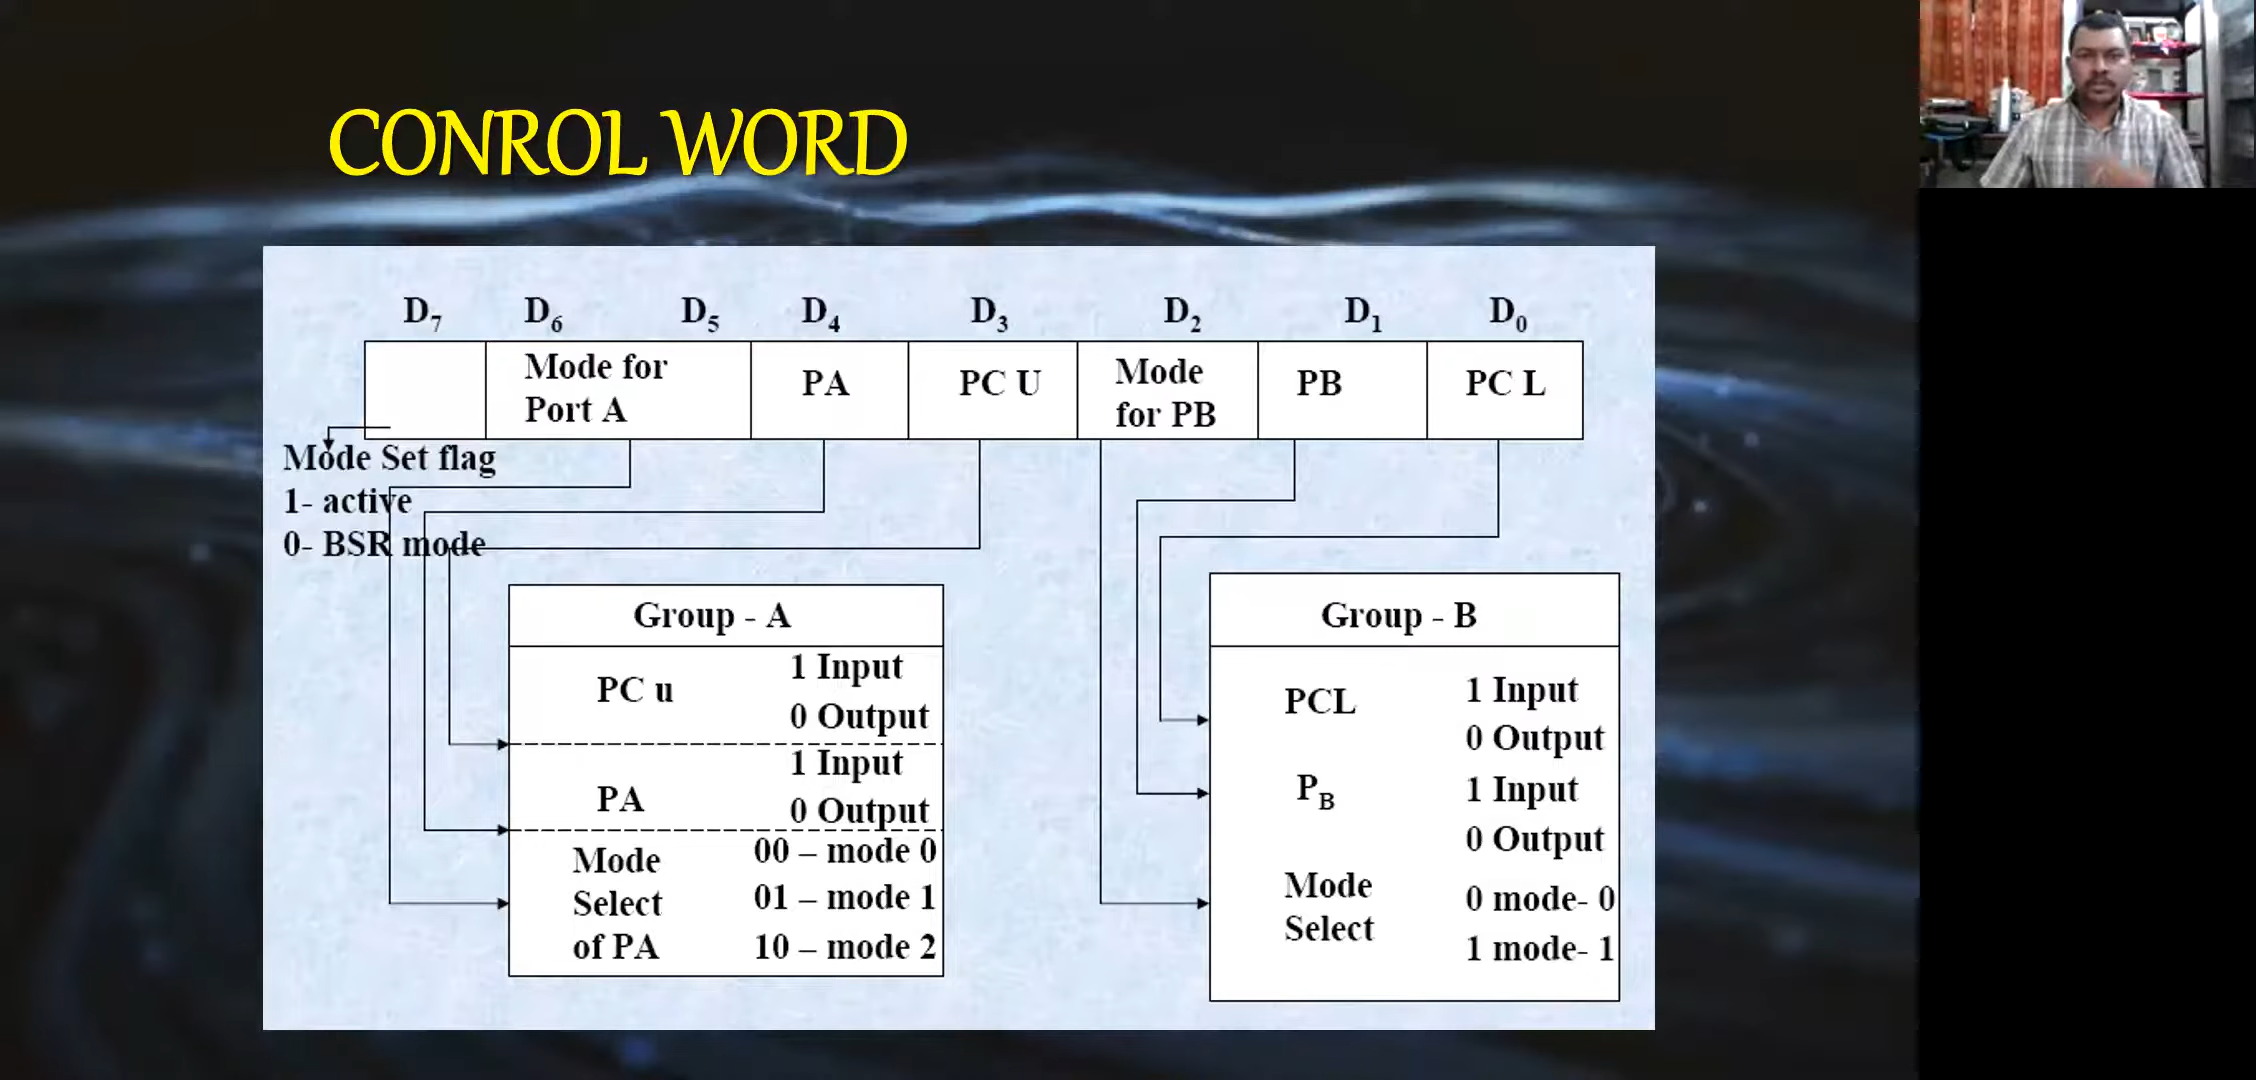 CONROL WORD
D7 D6 D5 D4 D3 D2 D1 D0
Mode for
Port A
PA
PC U
Mode
for PB
PB
PC L
Mode Set flag
1- active
0- BSR mode
Group - A
PC u
1 Input
0 Output
PA
1 Input
0 Output
Mode
Select
of PA
00 – mode 0
01 – mode 1
10 – mode 2
Group - B
PCL
1 Input
0 Output
PB
1 Input
0 Output
Mode
Select
0 mode- 0
1 mode- 1